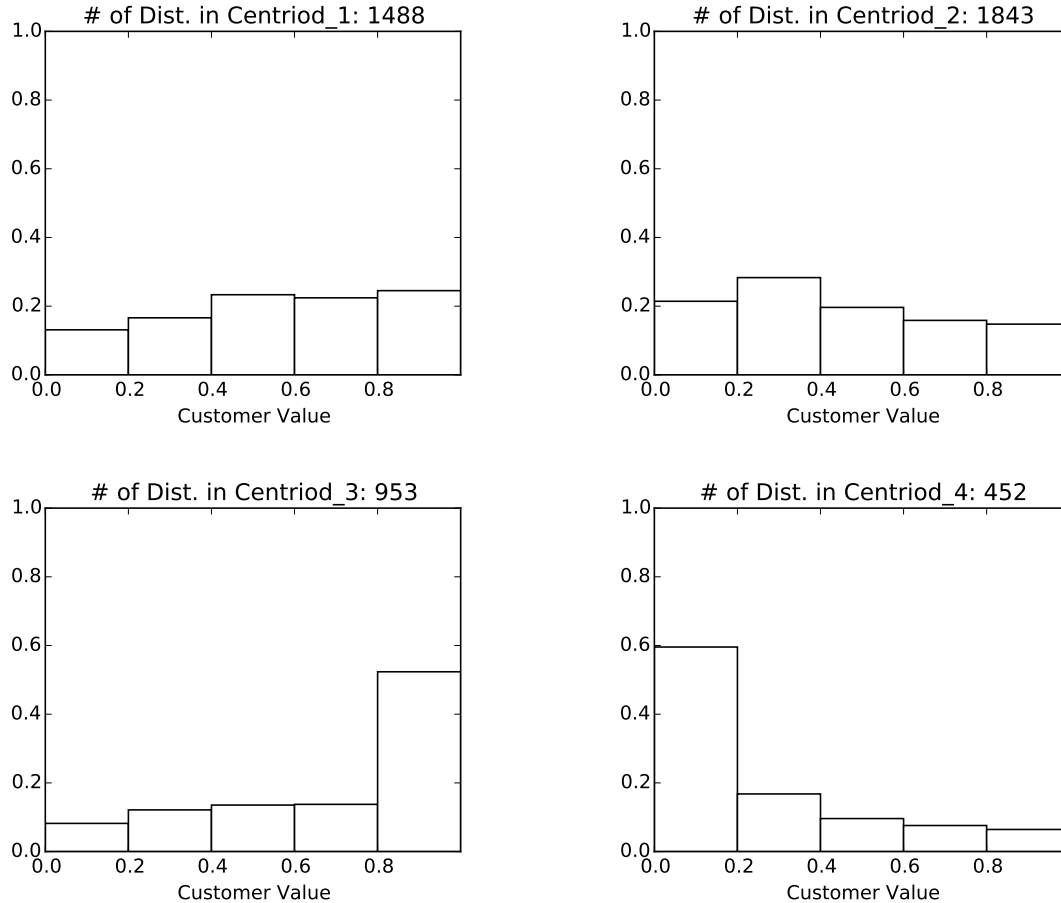 # of Dist. in Centriod_1: 1488
1.0
0.8
0.6
0.4
0.2
0.0
0.0 0.2 0.4 0.6 0.8
Customer Value
# of Dist. in Centriod_2: 1843
1.0
0.8
0.6
0.4
0.2
0.0
0.0 0.2 0.4 0.6 0.8
Customer Value
# of Dist. in Centriod_3: 953
1.0
0.8
0.6
0.4
0.2
0.0
0.0 0.2 0.4 0.6 0.8
Customer Value
# of Dist. in Centriod_4: 452
1.0
0.8
0.6
0.4
0.2
0.0
0.0 0.2 0.4 0.6 0.8
Customer Value